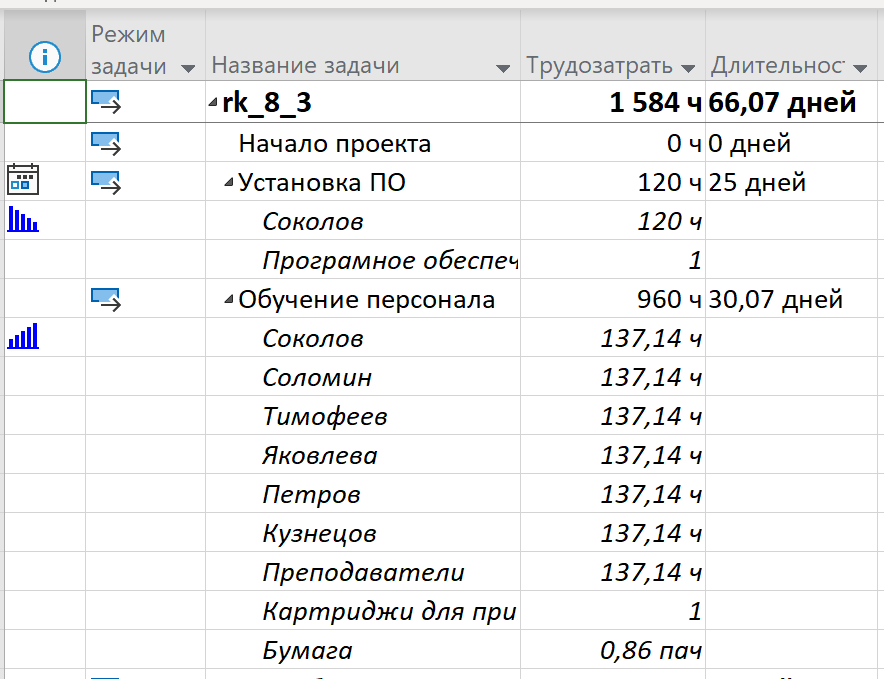 Режим задачи Название задачи Трудозатрать Длительнос
rk_8_3 1 584 ч 66,07 дней
Начало проекта 0 ч 0 дней
Установка ПО 120 ч 25 дней
Соколов 120 ч
Програмное обеспеч 1
Обучение персонала 960 ч 30,07 дней
Соколов 137,14 ч
Соломин 137,14 ч
Тимофеев 137,14 ч
Яковлева 137,14 ч
Петров 137,14 ч
Кузнецов 137,14 ч
Преподаватели 137,14 ч
Картриджи для при 1
Бумага 0,86 пач